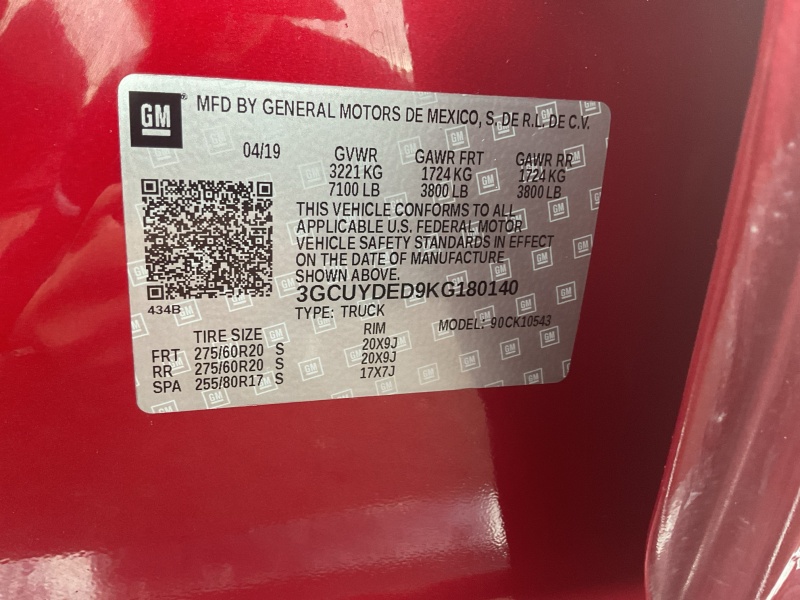 GM ® MFD BY GENERAL MOTORS DE MEXICO, S. DE R.L. DE C.V.
04/19 GVWR GAWR FRT GAWR RR
3221 KG 1724 KG 1724 KG
7100 LB 3800 LB 3800 LB
THIS VEHICLE CONFORMS TO ALL
APPLICABLE U.S. FEDERAL MOTOR
VEHICLE SAFETY STANDARDS IN EFFECT
ON THE DATE OF MANUFACTURE
SHOWN ABOVE.
3GCUYDED9KG180140
434B TYPE: TRUCK MODEL: 90CK10543
TIRE SIZE RIM
FRT 275/60R20 S 20X9J
RR 275/60R20 S 20X9J
SPA 255/80R17 S 17X7J